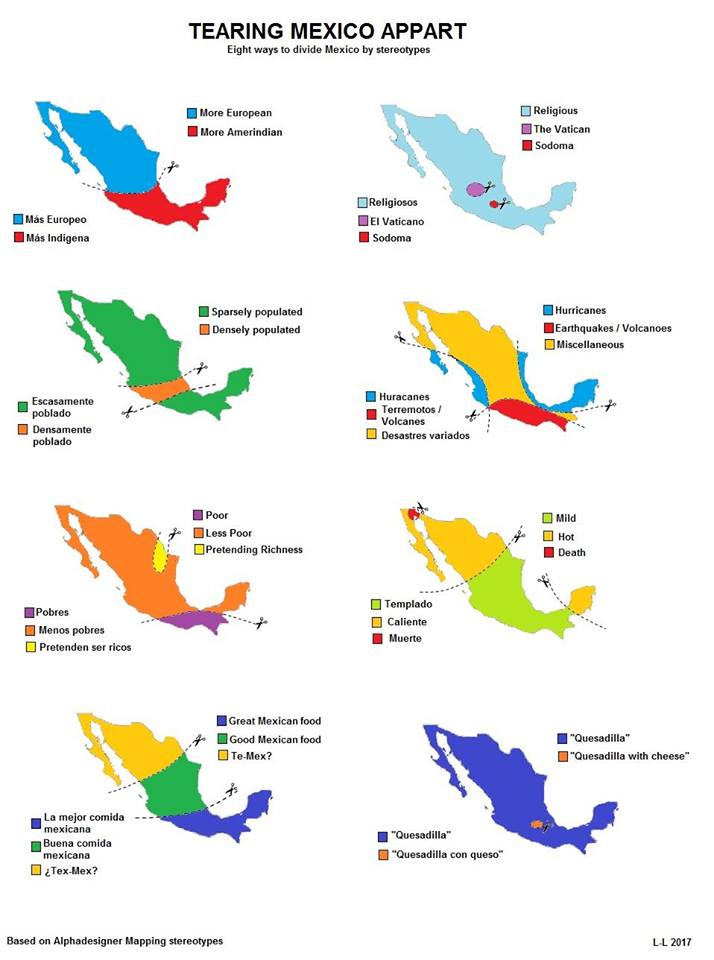 TEARING MEXICO APPART
Eight ways to divide Mexico by stereotypes
More European
More Amerindian
Más Europeo
Más Indígena
Religious
The Vatican
Sodoma
Religiosos
El Vaticano
Sodoma
Sparsely populated
Densely populated
Escasamente
poblado
Densamente
poblado
Hurricanes
Earthquakes / Volcanoes
Miscellaneous
Huracanes
Terremotos /
Volcanes
Desastres variados
Poor
Less Poor
Pretending Richness
Pobres
Menos pobres
Pretenden ser ricos
Mild
Hot
Death
Templado
Caliente
Muerte
Great Mexican food
Good Mexican food
Te-Mex?
La mejor comida
mexicana
Buena comida
mexicana
¿Tex-Mex?
"Quesadilla"
"Quesadilla with cheese"
"Quesadilla"
"Quesadilla con queso"
Based on Alphadesigner Mapping stereotypes
L-L 2017